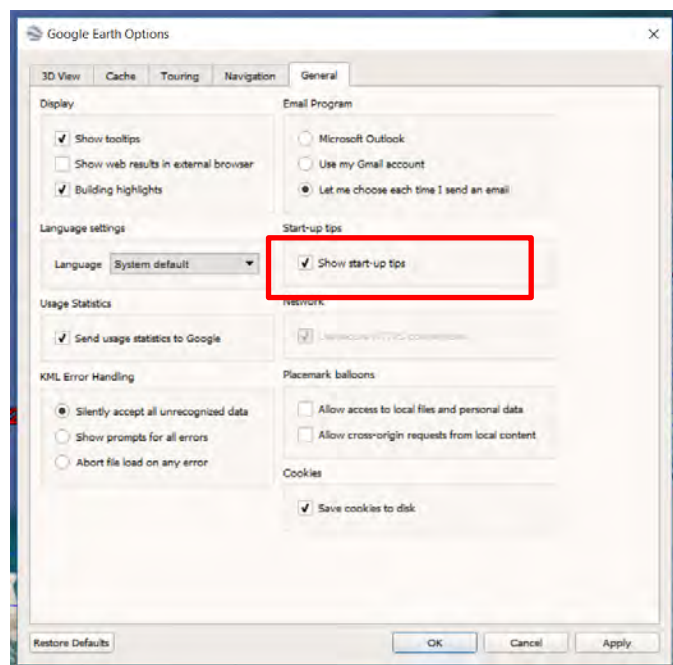 Google Earth Options
3D View Cache Touring Navigation General
Display
Show tooltips
Show web results in external browser
Building highlights
Language settings
Language System default
Usage Statistics
Send usage statistics to Google
KML Error Handling
Silently accept all unrecognized data
Show prompts for all errors
Abort file load on any error
Email Program
Microsoft Outlook
Use my Gmail account
Let me choose each time I send an email
Start-up tips
Show start-up tips
Network
Placemark balloons
Allow access to local files and personal data
Allow cross-origin requests from local content
Cookies
Save cookies to disk
Restore Defaults OK Cancel Apply